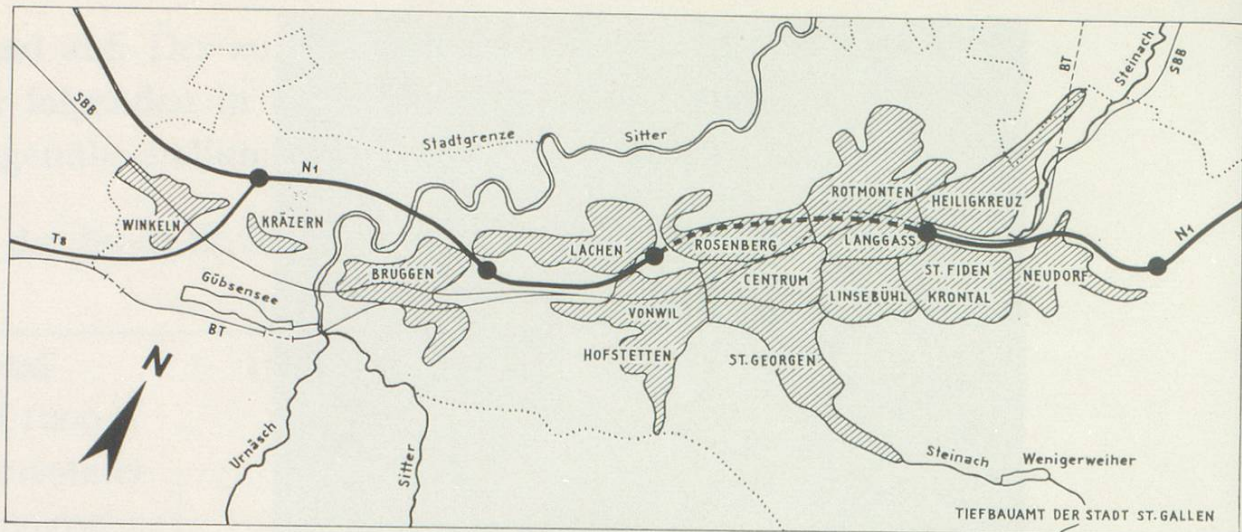 SBB
Stadtgrenze
Sitter
BT
Steinach
SBB
N1
WINKELN
KRÄZERN
T8
Gübsensee
BT
BRUGGEN
LACHEN
ROSENBERG
ROTMONTEN
HEILIGKREUZ
LANGGASS
CENTRUM
LINSEBÜHL
ST. FIDEN
KRONTAL
NEUDORF
N1
VONWIL
HOFSTETTEN
ST. GEORGEN
N
Urnäsch
Sitter
Steinach
Wenigerweiher
TIEFBAUAMT DER STADT ST. GALLEN